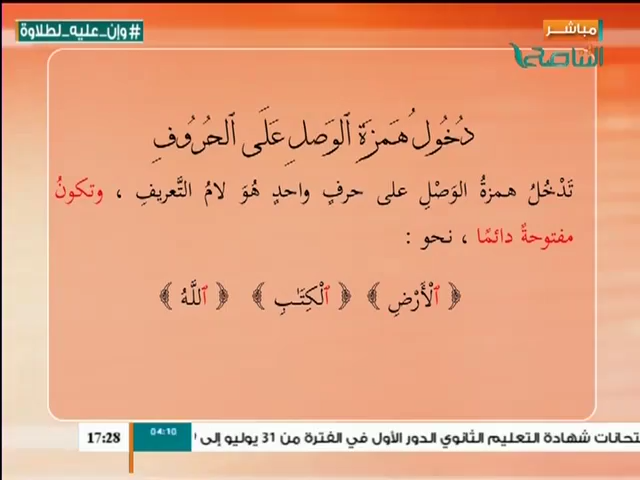 #وإن_عليه_لطلاوة
مباشر
الناصحى
دُخُولُ هَمزَةِ ٱلوَصلِ عَلَى ٱلحُرُوفِ
تَدْخُلُ همزةُ الوَصْلِ على حرفٍ واحدٍ هُوَ لامُ التَّعريفِ ، وتكونُ
مفتوحةٌ دائمًا ، نحو :
﴿ ٱلْأَرْضِ ﴾ ﴿ ٱلْكِتَـٰبِ ﴾ ﴿ ٱللَّهُ ﴾
17:28
04:10
متحانات شهادة التعليم الثانوي الدور الأول في الفترة من 31 يوليو إلى